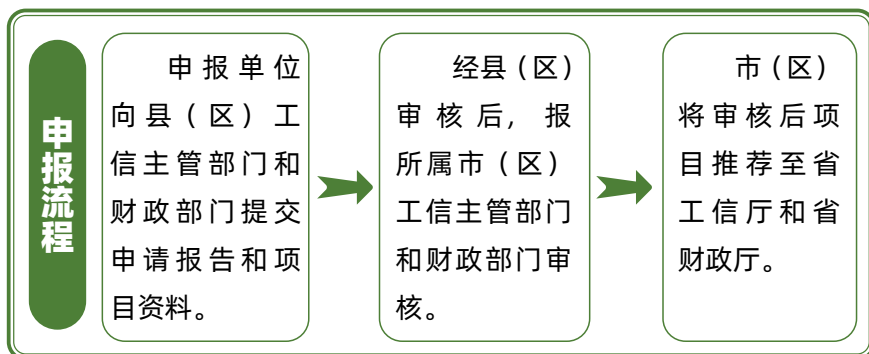 申报流程
申报单位
向县（区）工
信主管部门和
财政部门提交
申请报告和项
目资料。
经县（区）
审核后，报
所属市（区）
工信主管部门
和财政部门审
核。
市（区）
将审核后项
目推荐至省
工信厅和省
财政厅。